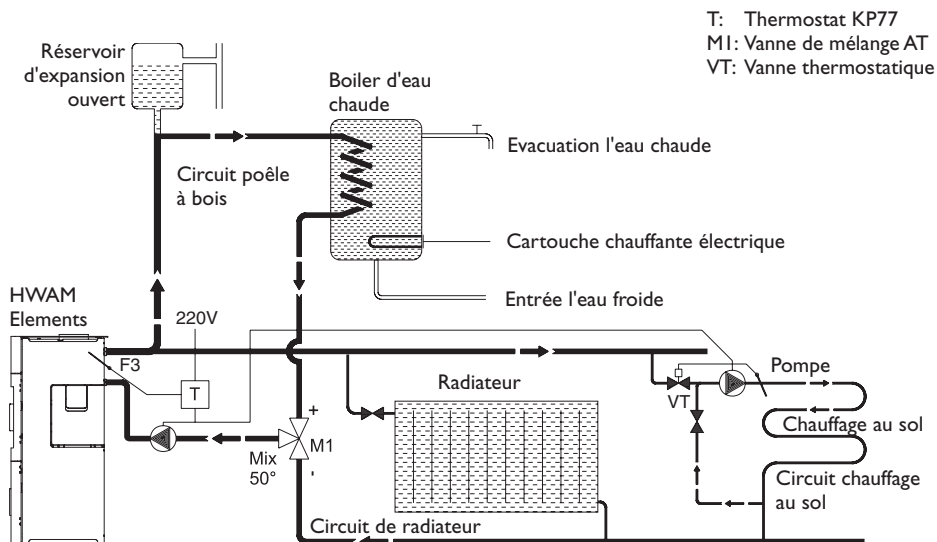 T: Thermostat KP77
M1: Vanne de mélange AT
VT: Vanne thermostatique
Réservoir
d'expansion
ouvert
Boiler d'eau
chaude
Evacuation l'eau chaude
Circuit poêle
à bois
Cartouche chauffante électrique
Entrée l'eau froide
HWAM
Elements
220V
F3
T
Radiateur
VT
Pompe
Chauffage au sol
+
M1
-
Mix
50°
Circuit chauffage
au sol
Circuit de radiateur